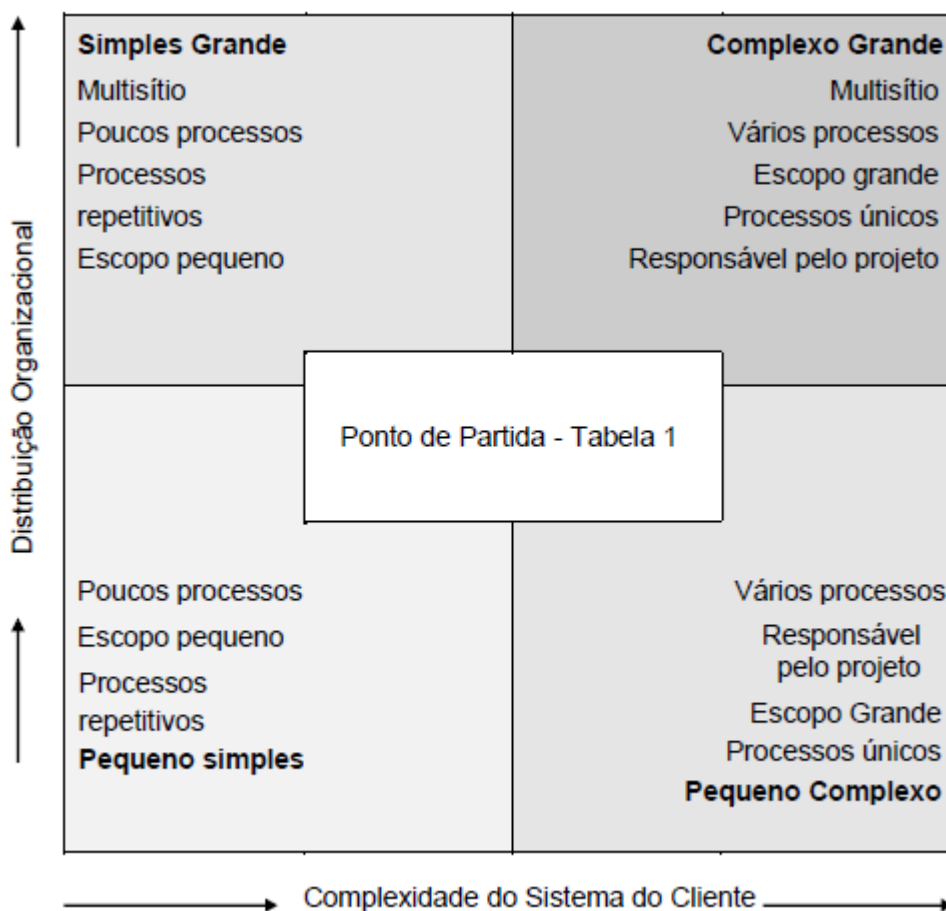 Simples Grande
Multisítio
Poucos processos
Processos
repetitivos
Escopo pequeno
Complexo Grande
Multisítio
Vários processos
Escopo grande
Processos únicos
Responsável pelo projeto
Distribuição Organizacional
Ponto de Partida - Tabela 1
Poucos processos
Escopo pequeno
Processos
repetitivos
Pequeno simples
Vários processos
Responsável
pelo projeto
Escopo Grande
Processos únicos
Pequeno Complexo
Complexidade do Sistema do Cliente